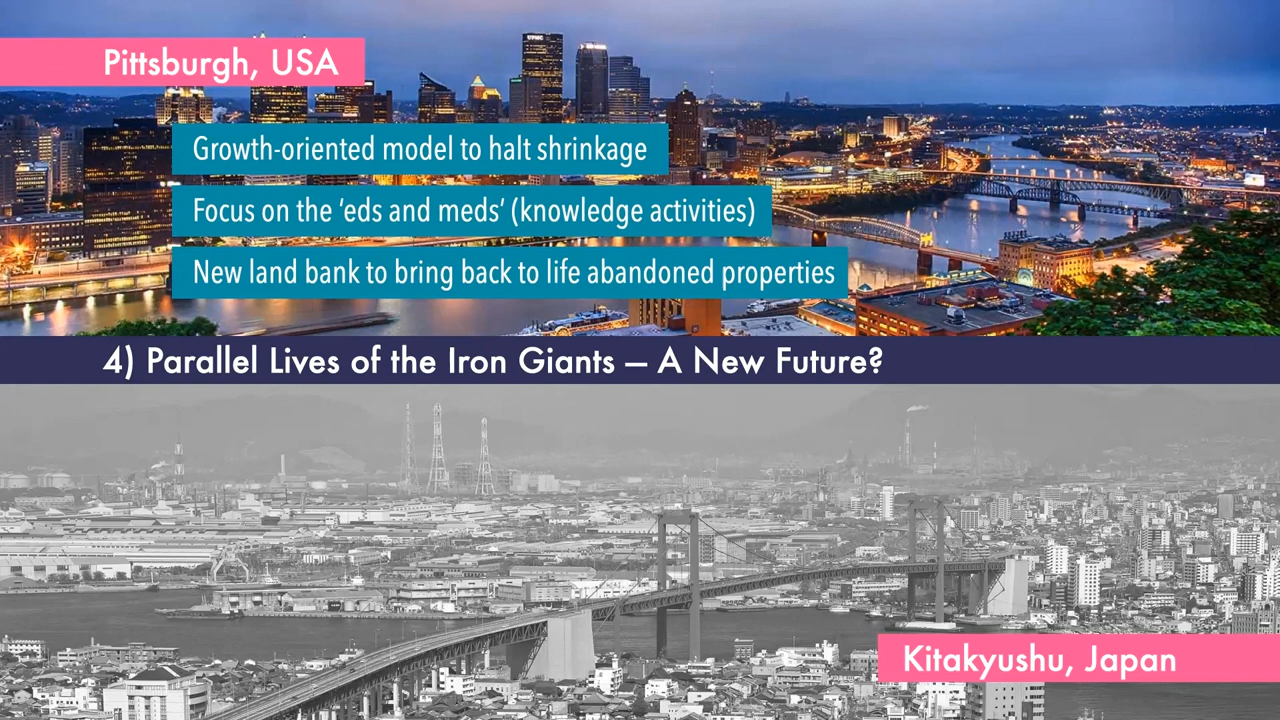 UPMC
Pittsburgh, USA
Growth-oriented model to halt shrinkage
Focus on the ‘eds and meds’ (knowledge activities)
New land bank to bring back to life abandoned properties
4) Parallel Lives of the Iron Giants — A New Future?
Kitakyushu, Japan